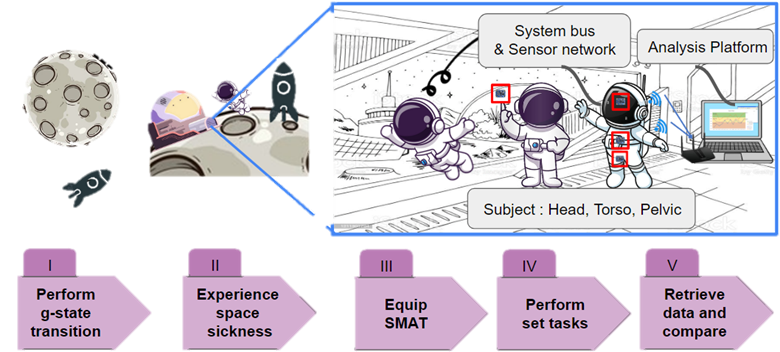 System bus
& Sensor network
Analysis Platform
Subject : Head, Torso, Pelvic
I
Perform
g-state
transition
II
Experience
space
sickness
III
Equip
SMAT
IV
Perform
set tasks
V
Retrieve
data and
compare